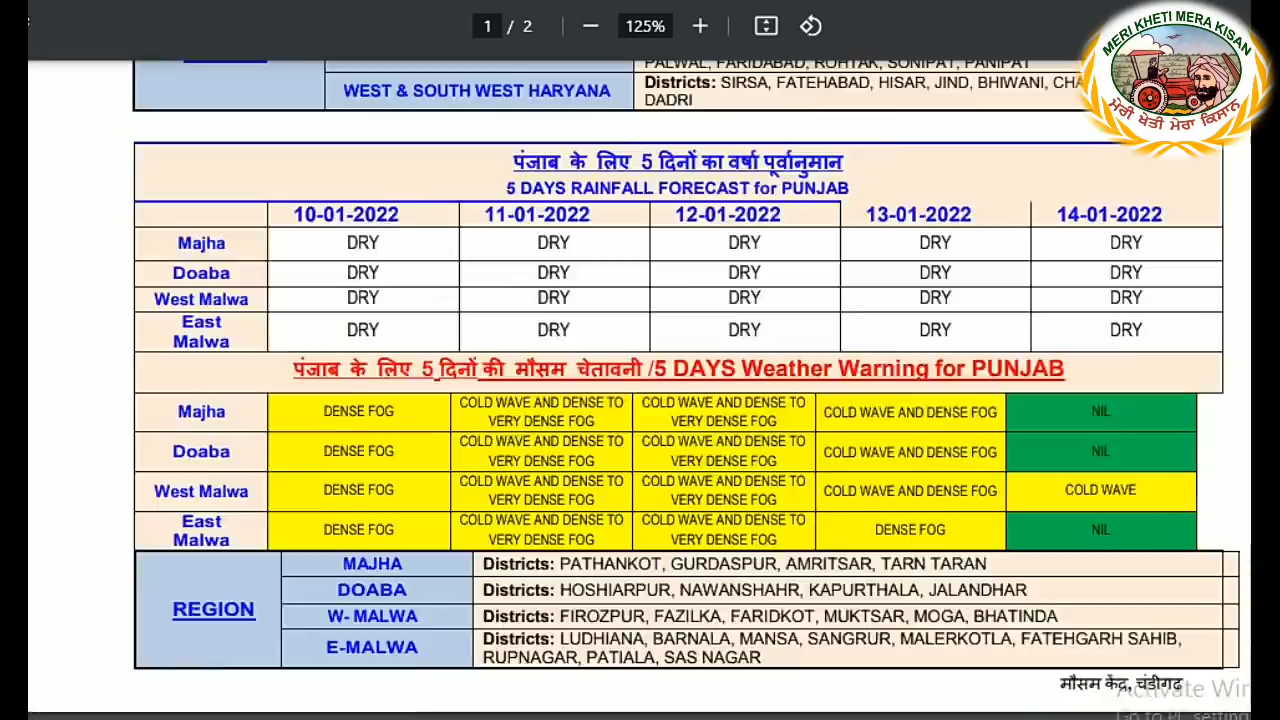 1 / 2 125%
MERI KHETI MERA KISAN
ਮੇਰੀ ਖੇਤੀ ਮੇਰਾ ਕਿਸਾਨ
PALWAL, FARIDABAD, ROHTAK, SONIPAT, PANIPAT
WEST & SOUTH WEST HARYANA Districts: SIRSA, FATEHABAD, HISAR, JIND, BHIWANI,
DADRI
पंजाब के लिए 5 दिनों का वर्षा पूर्वानुमान
5 DAYS RAINFALL FORECAST for PUNJAB
10-01-2022 11-01-2022 12-01-2022 13-01-2022 14-01-2022
Majha DRY DRY DRY DRY DRY
Doaba DRY DRY DRY DRY DRY
West Malwa DRY DRY DRY DRY DRY
East Malwa DRY DRY DRY DRY DRY
पंजाब के लिए 5 दिनों की मौसम चेतावनी /5 DAYS Weather Warning for PUNJAB
Majha DENSE FOG COLD WAVE AND DENSE TO VERY DENSE FOG COLD WAVE AND DENSE TO VERY DENSE FOG COLD WAVE AND DENSE FOG NIL
Doaba DENSE FOG COLD WAVE AND DENSE TO VERY DENSE FOG COLD WAVE AND DENSE TO VERY DENSE FOG COLD WAVE AND DENSE FOG NIL
West Malwa DENSE FOG COLD WAVE AND DENSE TO VERY DENSE FOG COLD WAVE AND DENSE TO VERY DENSE FOG COLD WAVE AND DENSE FOG COLD WAVE
East Malwa DENSE FOG COLD WAVE AND DENSE TO VERY DENSE FOG COLD WAVE AND DENSE TO VERY DENSE FOG DENSE FOG NIL
REGION
MAJHA Districts: PATHANKOT, GURDASPUR, AMRITSAR, TARN TARAN
DOABA Districts: HOSHIARPUR, NAWANSHAHR, KAPURTHALA, JALANDHAR
W- MALWA Districts: FIROZPUR, FAZILKA, FARIDKOT, MUKTSAR, MOGA, BHATINDA
E-MALWA Districts: LUDHIANA, BARNALA, MANSA, SANGRUR, MALERKOTLA, FATEHGARH SAHIB,
RUPNAGAR, PATIALA, SAS NAGAR
मौसम केंद्र, चंडीगढ़
Activate Win
Go to PC setting